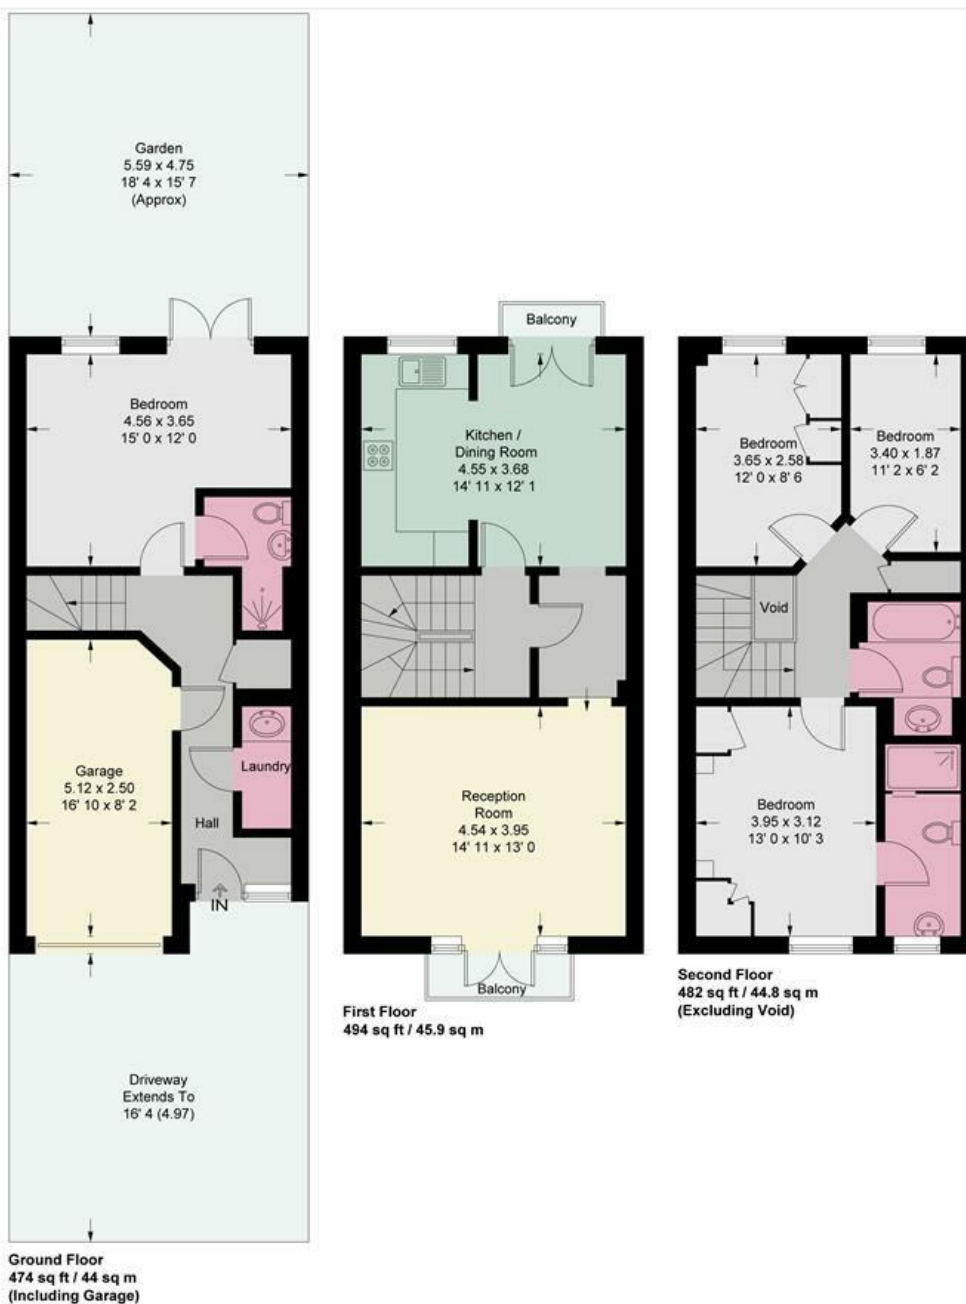 Garden
5.59 x 4.75
18' 4 x 15' 7
(Approx)
Bedroom
4.56 x 3.65
15' 0 x 12' 0
Garage
5.12 x 2.50
16' 10 x 8' 2
Laundry
Hall
IN
Driveway
Extends To
16' 4 (4.97)
Ground Floor
474 sq ft / 44 sq m
(Including Garage)
Balcony
Kitchen /
Dining Room
4.55 x 3.68
14' 11 x 12' 1
Reception
Room
4.54 x 3.95
14' 11 x 13' 0
Balcony
First Floor
494 sq ft / 45.9 sq m
Bedroom
3.65 x 2.58
12' 0 x 8' 6
Bedroom
3.40 x 1.87
11' 2 x 6' 2
Void
Bedroom
3.95 x 3.12
13' 0 x 10' 3
Second Floor
482 sq ft / 44.8 sq m
(Excluding Void)